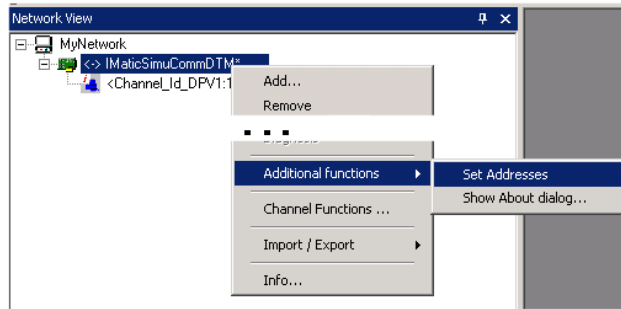 Network View
MyNetwork
<-> IMaticSimuCommDTM*
<Channel_Id_DPV1:1
Add...
Remove
...
Additional functions
Set Addresses
Show About dialog...
Channel Functions ...
Import / Export
Info...